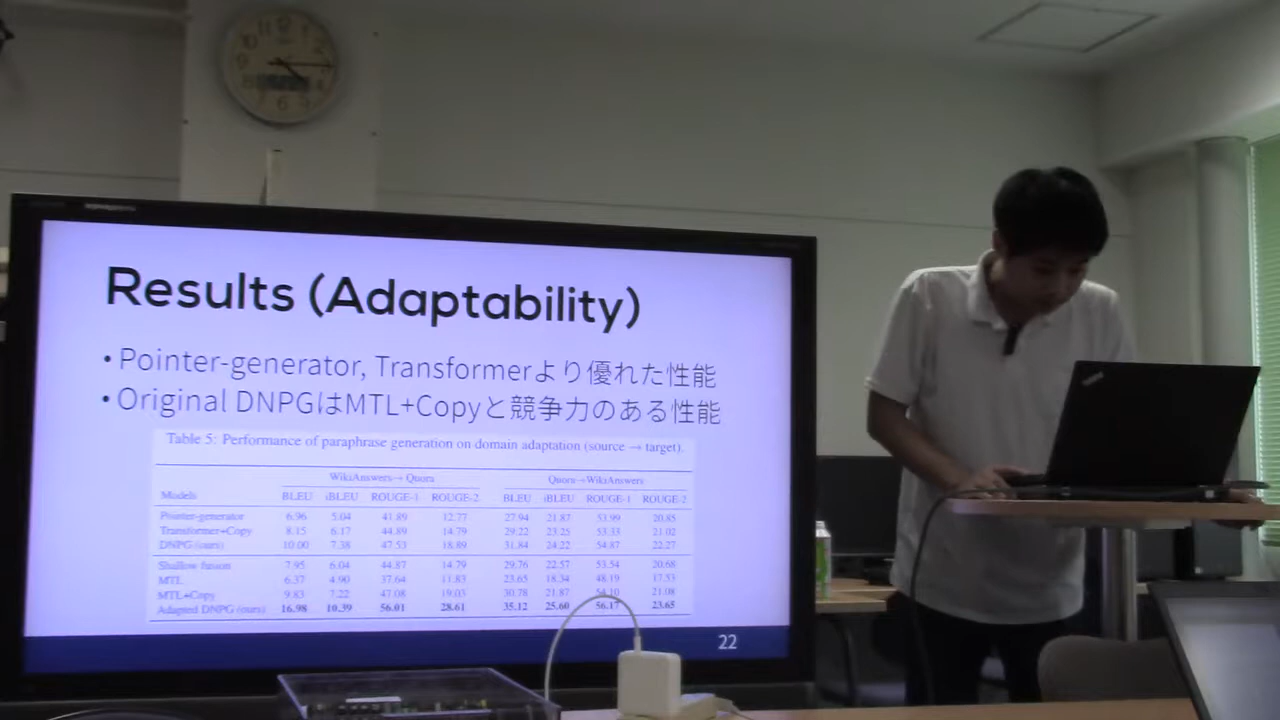 Results (Adaptability)
• Pointer-generator, Transformerより優れた性能
• Original DNPGはMTL+Copyと競争力のある性能
Table 5: Performance of paraphrase generation on domain adaptation (source → target).
WikiAnswers→ Quora Quora→WikiAnswers
Models BLEU iBLEU ROUGE-1 ROUGE-2 BLEU iBLEU ROUGE-1 ROUGE-2
Pointer-generator 6.96 5.04 41.89 12.77 27.94 21.87 53.99 20.85
Transformer+Copy 8.15 6.17 44.89 14.79 29.22 23.25 53.33 21.02
DNPG (ours) 10.00 7.38 47.53 18.89 31.84 24.22 54.87 22.27
Shallow fusion 7.95 6.04 44.87 14.79 29.76 22.57 53.54 20.68
MTL 6.37 4.90 37.64 11.83 23.65 18.34 48.19 17.53
MTL+Copy 9.83 7.22 47.08 19.03 30.78 21.87 54.10 21.08
Adapted DNPG (ours) 16.98 10.39 56.01 28.61 35.12 25.60 56.17 23.65
22